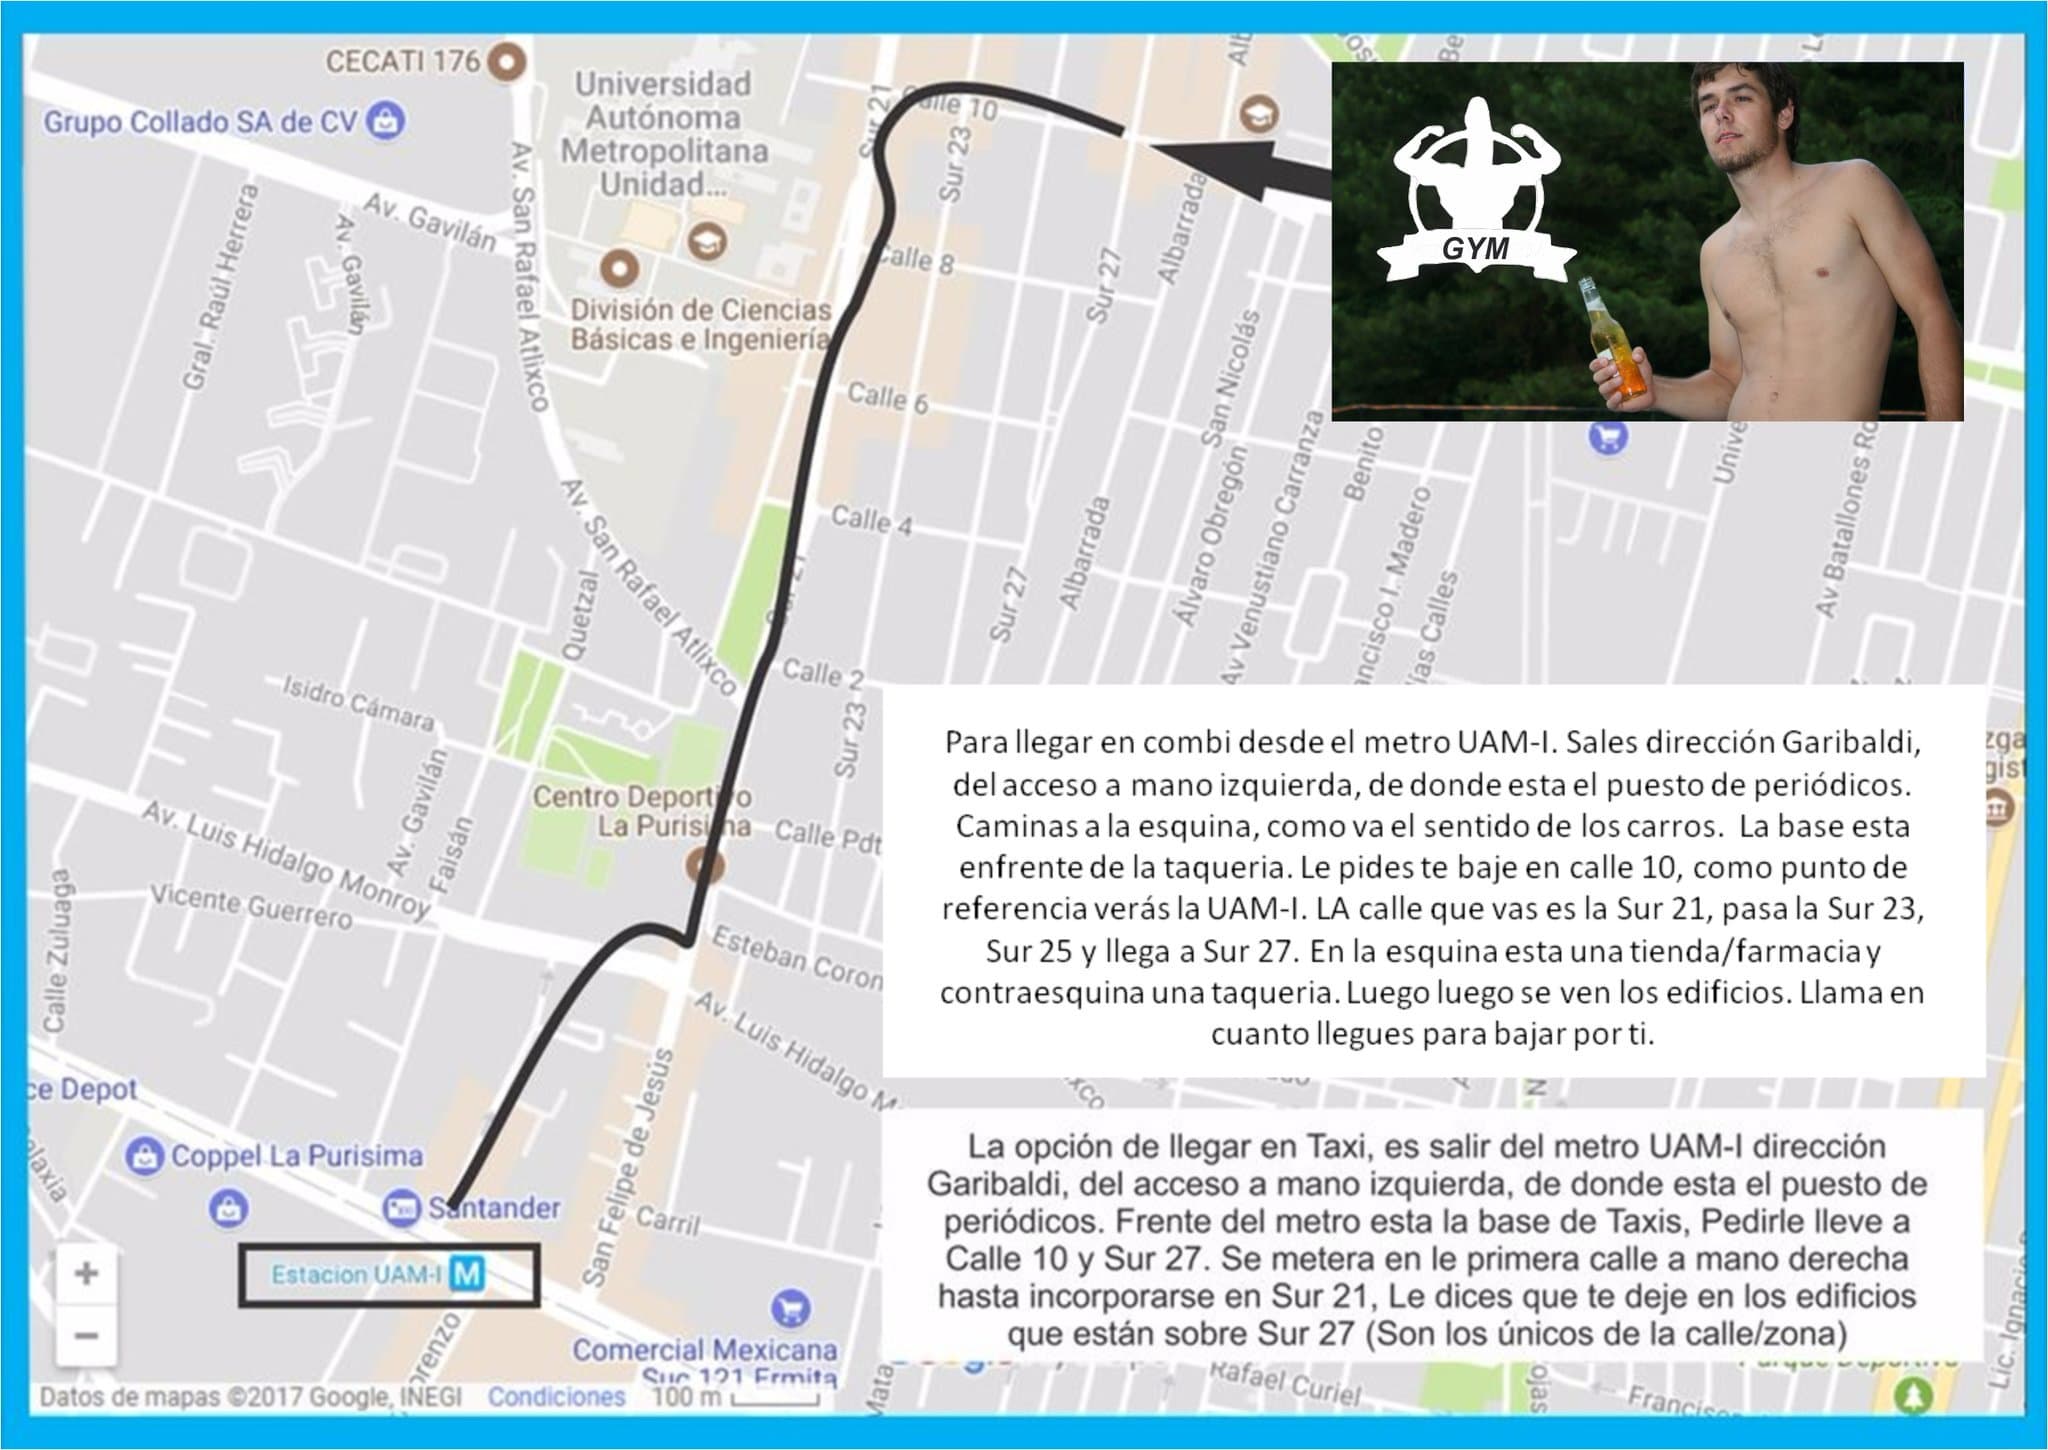 CECATI 176
Grupo Collado SA de CV
Universidad
Autónoma
Metropolitana
Unidad...
División de Ciencias
Básicas e Ingeniería
Av. Gavilán
Gral. Raúl Herrera
Av. Gavilán
Av. San Rafael Atlixco
Sur 21
Calle 10
Sur 23
Alb
Albarrada
Sur 27
GYM
Calle 8
Calle 6
Calle 4
Calle 2
Sur 23
Sur 27
Albarrada
San Nicolás
Álvaro Obregón
Av Venustiano Carranza
Benito
ancisco I. Madero
ías Calles
Unive
Av Batallones Ro
Av. San Rafael Atlixco
Quetzal
Isidro Cámara
Av. Gavilán
Faisán
Centro Deportivo
La Purisima
Calle Pdt
Av. Luis Hidalgo Monroy
Vicente Guerrero
Calle Zuluaga
Esteban Coron
Av. Luis Hidalgo M
Para llegar en combi desde el metro UAM-I. Sales dirección Garibaldi,
del acceso a mano izquierda, de donde esta el puesto de periódicos.
Caminas a la esquina, como va el sentido de los carros. La base esta
enfrente de la taqueria. Le pides te baje en calle 10, como punto de
referencia verás la UAM-I. LA calle que vas es la Sur 21, pasa la Sur 23,
Sur 25 y llega a Sur 27. En la esquina esta una tienda/farmacia y
contraesquina una taqueria. Luego luego se ven los edificios. Llama en
cuanto llegues para bajar por ti.
ce Depot
Coppel La Purisima
Santander
San Felipe de Jesús
Carril
Estacion UAM-I M
orenzo
Comercial Mexicana
Suc 121 Ermita
La opción de llegar en Taxi, es salir del metro UAM-I dirección
Garibaldi, del acceso a mano izquierda, de donde esta el puesto de
periódicos. Frente del metro esta la base de Taxis, Pedirle lleve a
Calle 10 y Sur 27. Se metera en le primera calle a mano derecha
hasta incorporarse en Sur 21, Le dices que te deje en los edificios
que están sobre Sur 27 (Son los únicos de la calle/zona)
Mata
Rafael Curiel
Francisc
Lic. Ignacio
Datos de mapas ©2017 Google, INEGI Condiciones 100 m